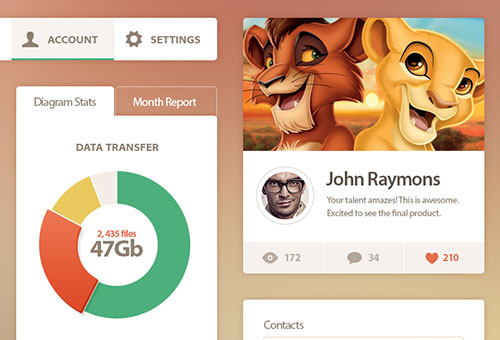 ACCOUNT
SETTINGS
Diagram Stats
Month Report
DATA TRANSFER
2, 435 files
47Gb
John Raymons
Your talent amazes! This is awesome.
Excited to see the final product.
172
34
210
Contacts